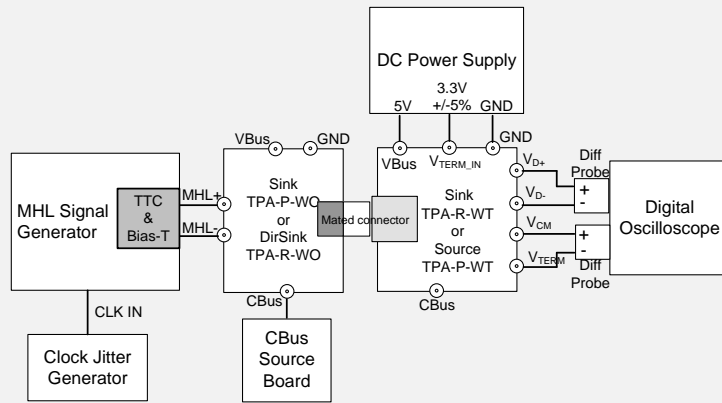 DC Power Supply
3.3V
5V
+/-5%
GND
VBus
GND
GND
VBus
VTERM_IN
VD+
Diff
Probe
MHL Signal
Generator
TTC
&
Bias-T
MHL+
MHL-
Sink
TPA-P-WO
or
DirSink
TPA-R-WO
Mated connector
Sink
TPA-R-WT
or
Source
TPA-P-WT
VD-
VCM
VTERM
+
-
+
-
Diff
Probe
Digital
Oscilloscope
CBus
CBus
CLK IN
Clock Jitter
Generator
CBus
Source
Board